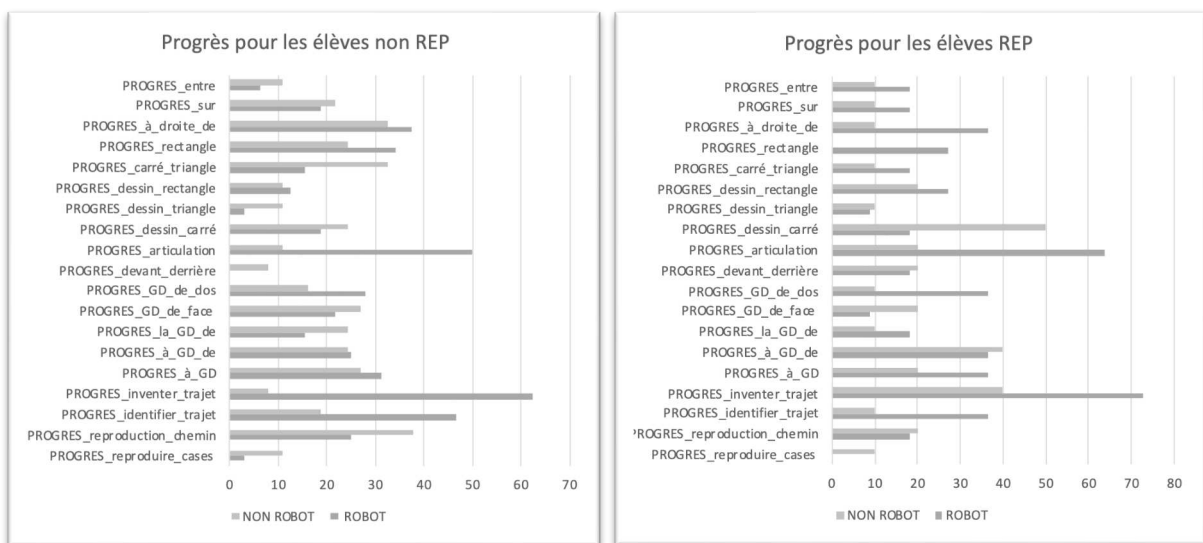 Progrès pour les élèves non REP
PROGRES_entre
PROGRES_sur
PROGRES_à_droite_de
PROGRES_rectangle
PROGRES_carré_triangle
PROGRES_dessin_rectangle
PROGRES_dessin_triangle
PROGRES_dessin_carré
PROGRES_articulation
PROGRES_devant_derrière
PROGRES_GD_de_dos
PROGRES_GD_de_face
PROGRES_la_GD_de
PROGRES_à_GD_de
PROGRES_à_GD
PROGRES_inventer_trajet
PROGRES_identifier_trajet
PROGRES_reproduction_chemin
PROGRES_reproduire_cases
0 10 20 30 40 50 60 70
NON ROBOT ROBOT
Progrès pour les élèves REP
PROGRES_entre
PROGRES_sur
PROGRES_à_droite_de
PROGRES_rectangle
PROGRES_carré_triangle
PROGRES_dessin_rectangle
PROGRES_dessin_triangle
PROGRES_dessin_carré
PROGRES_articulation
PROGRES_devant_derrière
PROGRES_GD_de_dos
PROGRES_GD_de_face
PROGRES_la_GD_de
PROGRES_à_GD_de
PROGRES_à_GD
PROGRES_inventer_trajet
PROGRES_identifier_trajet
PROGRES_reproduction_chemin
PROGRES_reproduire_cases
0 10 20 30 40 50 60 70 80
NON ROBOT ROBOT